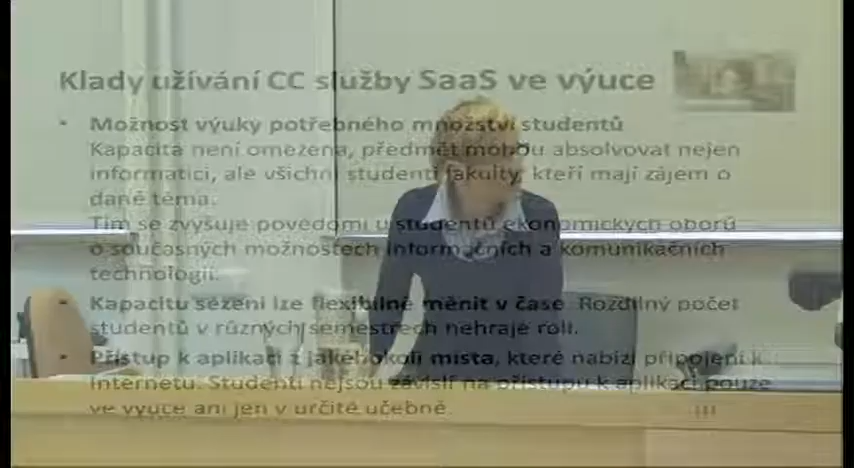 Klady užívání CC služby SaaS ve výuce
• Možnost výuky potřebného množství studentů
Kapacita není omezena, předmět mohou absolvovat nejen
informatici, ale všichni studenti fakulty, kteří mají zájem o
dané téma.
Tím se zvyšuje povědomí u studentů ekonomických oborů
o současných možnostech informačních a komunikačních
technologií.
• Kapacitu sezení lze flexibilně měnit v čase. Rozdílný počet
studentů v různých semestrech nehraje roli.
• Přístup k aplikaci z jakéhokoli místa, které nabízí připojení k
Internetu. Studenti nejsou závislí na přístupu k aplikaci pouze
ve výuce ani jen v určité učebně.